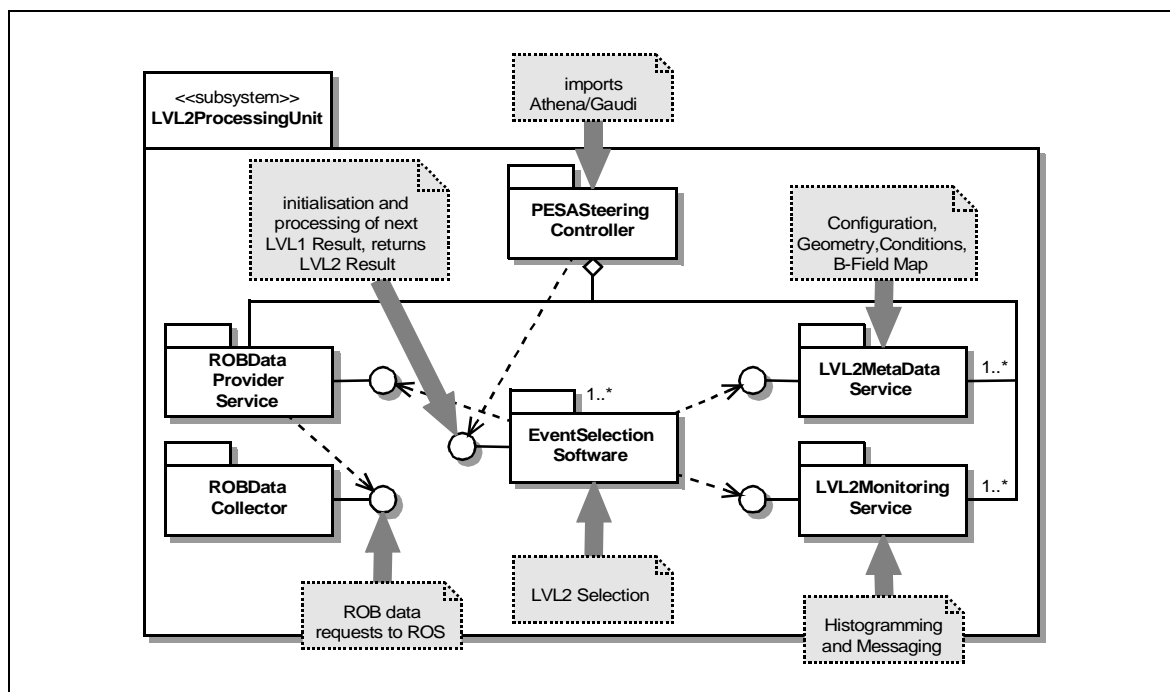 <<subsystem>>
LVL2ProcessingUnit
imports
Athena/Gaudi
initialisation and
processing of next
LVL1 Result, returns
LVL2 Result
PESASteering
Controller
Configuration,
Geometry,Conditions,
B-Field Map
ROBData
Provider
Service
1..*
LVL2MetaData
Service
1..*
EventSelection
Software
ROBData
Collector
LVL2Monitoring
Service
1..*
ROB data
requests to ROS
LVL2 Selection
Histogramming
and Messaging